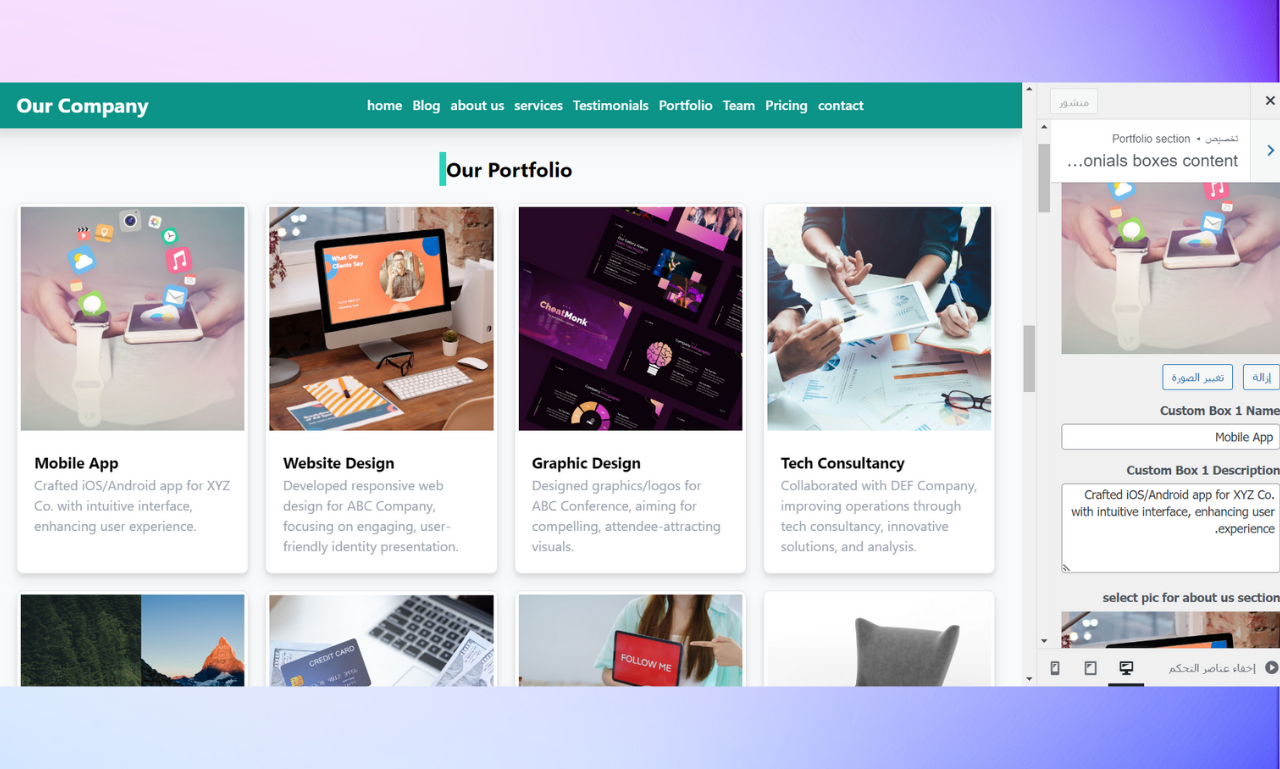 Our Company
home Blog about us services Testimonials Portfolio Team Pricing contact
Our Portfolio
What Our
Clients Say
CheatMonk
Mobile App
Crafted iOS/Android app for XYZ
Co. with intuitive interface,
enhancing user experience.
Website Design
Developed responsive web
design for ABC Company,
focusing on engaging, user-
friendly identity presentation.
Graphic Design
Designed graphics/logos for
ABC Conference, aiming for
compelling, attendee-attracting
visuals.
Tech Consultancy
Collaborated with DEF Company,
improving operations through
tech consultancy, innovative
solutions, and analysis.
CREDIT CARD
FOLLOW ME
منشور
تخصيص ◂ Portfolio section
…onials boxes content
إزالة
تغيير الصورة
Custom Box 1 Name
Mobile App
Custom Box 1 Description
Crafted iOS/Android app for XYZ Co.
with intuitive interface, enhancing user
.experience
select pic for about us section
إخفاء عناصر التحكم